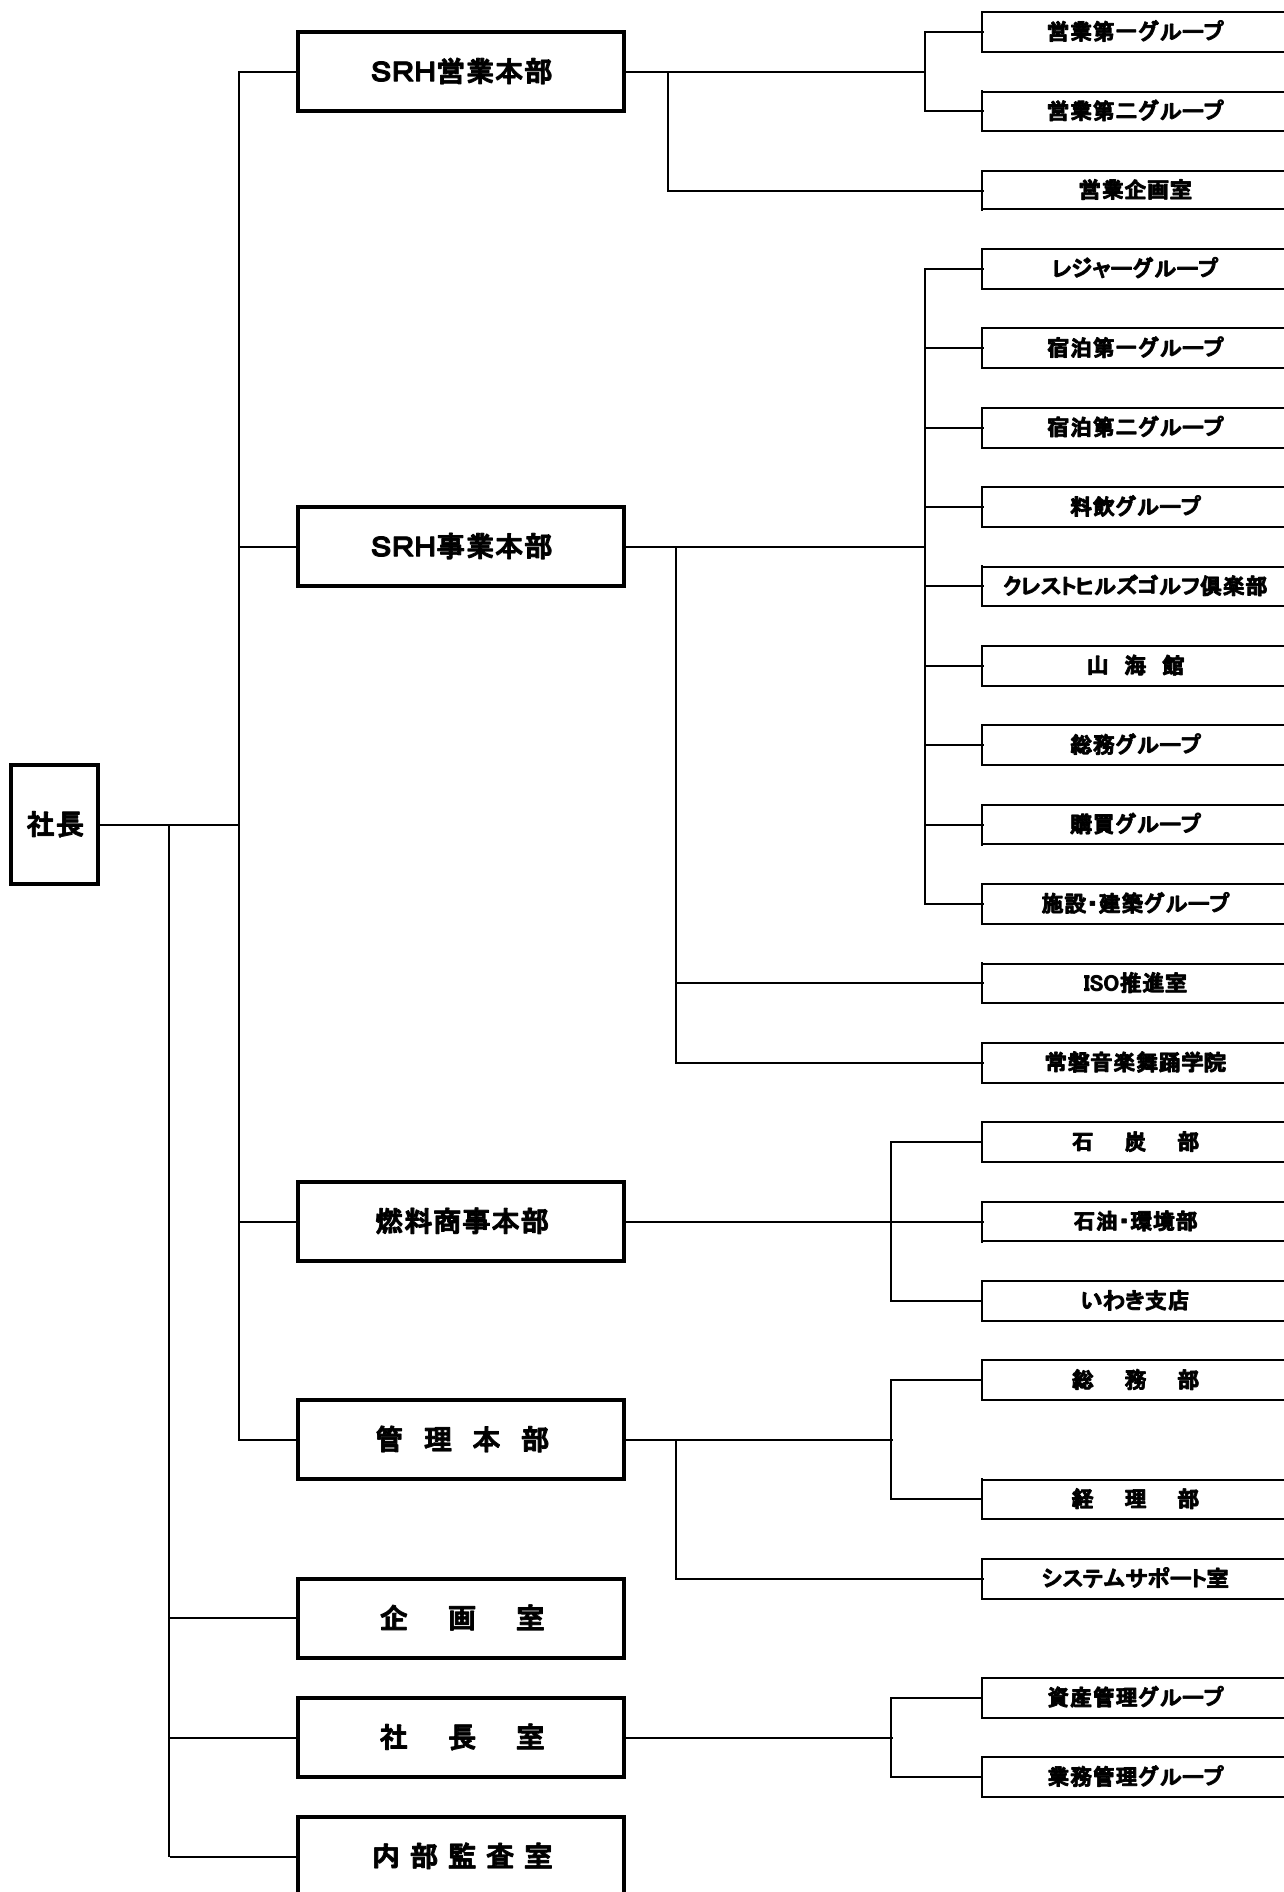 社長
SRH営業本部
営業第一グループ
営業第二グループ
営業企画室
SRH事業本部
レジャーグループ
宿泊第一グループ
宿泊第二グループ
料飲グループ
クレストヒルズゴルフ倶楽部
山 海 館
総務グループ
購買グループ
施設・建築グループ
ISO推進室
常磐音楽舞踊学院
燃料商事本部
石 炭 部
石油・環境部
いわき支店
管 理 本 部
総 務 部
経 理 部
システムサポート室
企 画 室
社 長 室
資産管理グループ
業務管理グループ
内 部 監 査 室